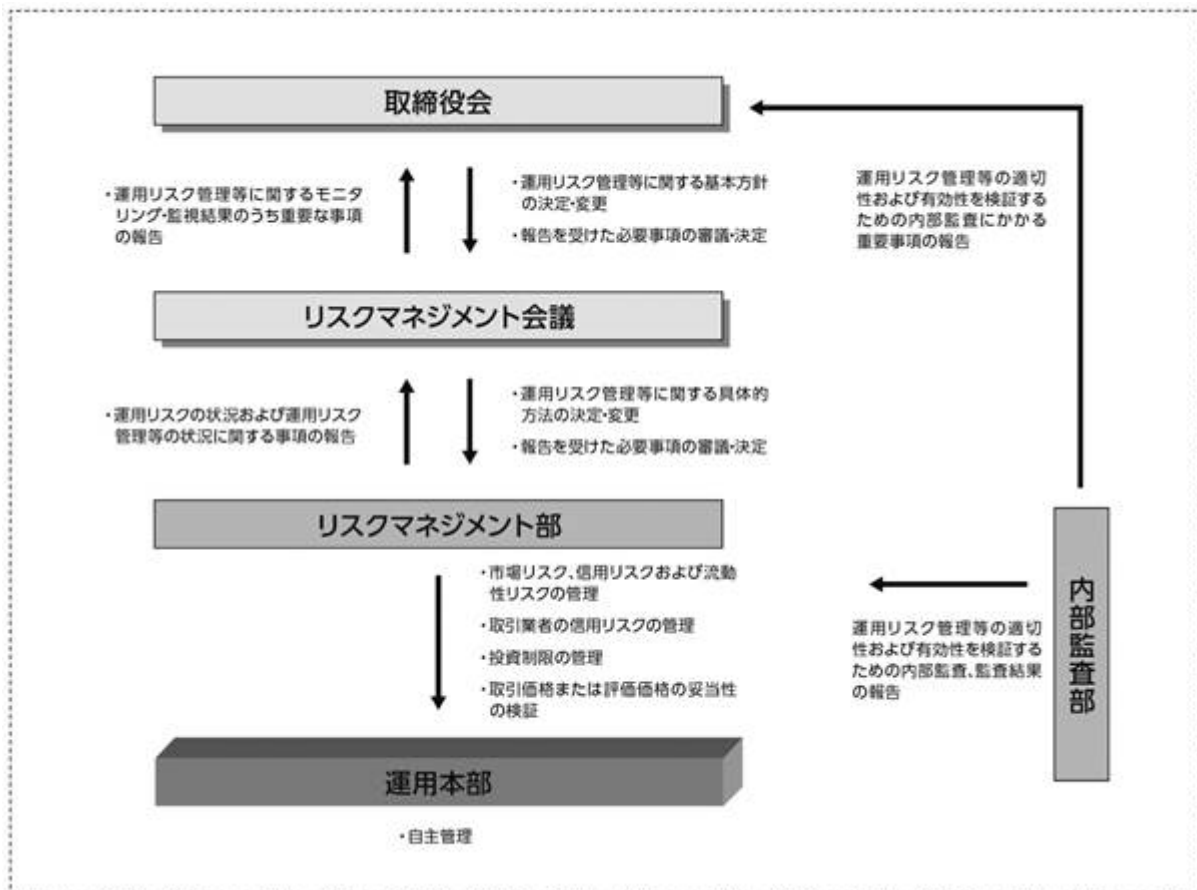 取締役会
・運用リスク管理等に関するモニタ
リング・監視結果のうち重要な事項
の報告
・運用リスク管理等に関する基本方針
の決定・変更
・報告を受けた必要事項の審議・決定
運用リスク管理等の適切
性および有効性を検証する
ための内部監査にかかる
重要事項の報告
リスクマネジメント会議
・運用リスクの状況および運用リスク
管理等の状況に関する事項の報告
・運用リスク管理等に関する具体的
方法の決定・変更
・報告を受けた必要事項の審議・決定
リスクマネジメント部
・市場リスク、信用リスクおよび流動
性リスクの管理
・取引業者の信用リスクの管理
・投資制限の管理
・取引価格または評価価格の妥当性
の検証
運用リスク管理等の適切
性および有効性を検証する
ための内部監査、監査結果
の報告
内部監査部
運用本部
・自主管理